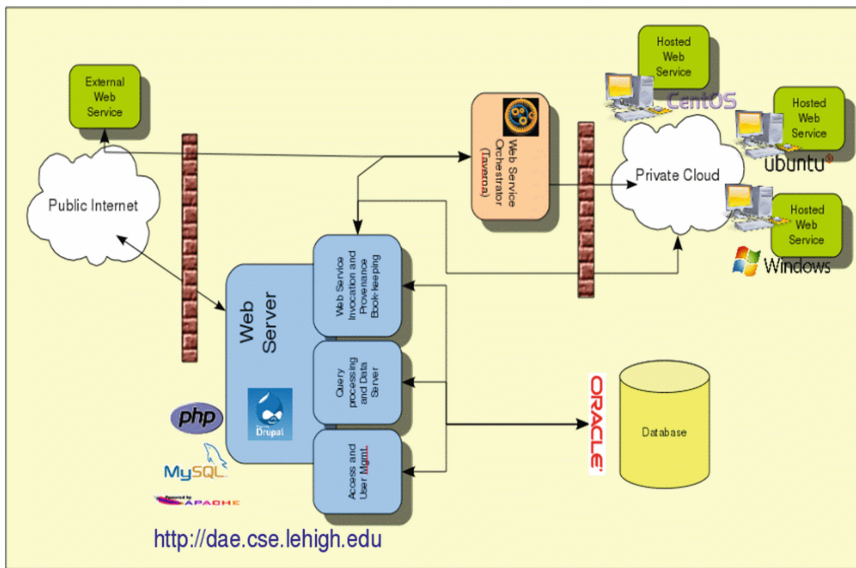 External
Web
Service
Public Internet
Web Service
Orchestrator
(Taverna)
Hosted
Web
Service
CentOS
Hosted
Web
Service
ubuntu
Private Cloud
Hosted
Web
Service
Windows
Web
Server
Drupal
Web Service
Invocation and
Provenance
Book-keeping
Query
processing
and Data
Server
Access and
User Mgmt.
php
MySQL
Powered by
APACHE
ORACLE
Database
http://dae.cse.lehigh.edu